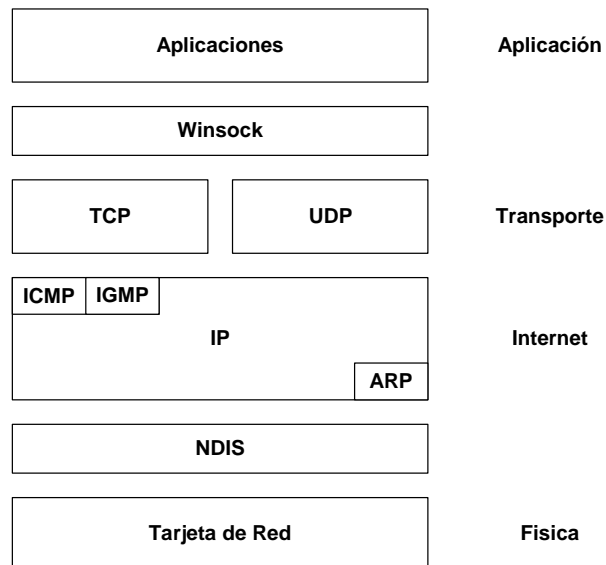 Aplicaciones Aplicación
Winsock
TCP UDP Transporte
ICMP IGMP
IP Internet
ARP
NDIS
Tarjeta de Red Fisica